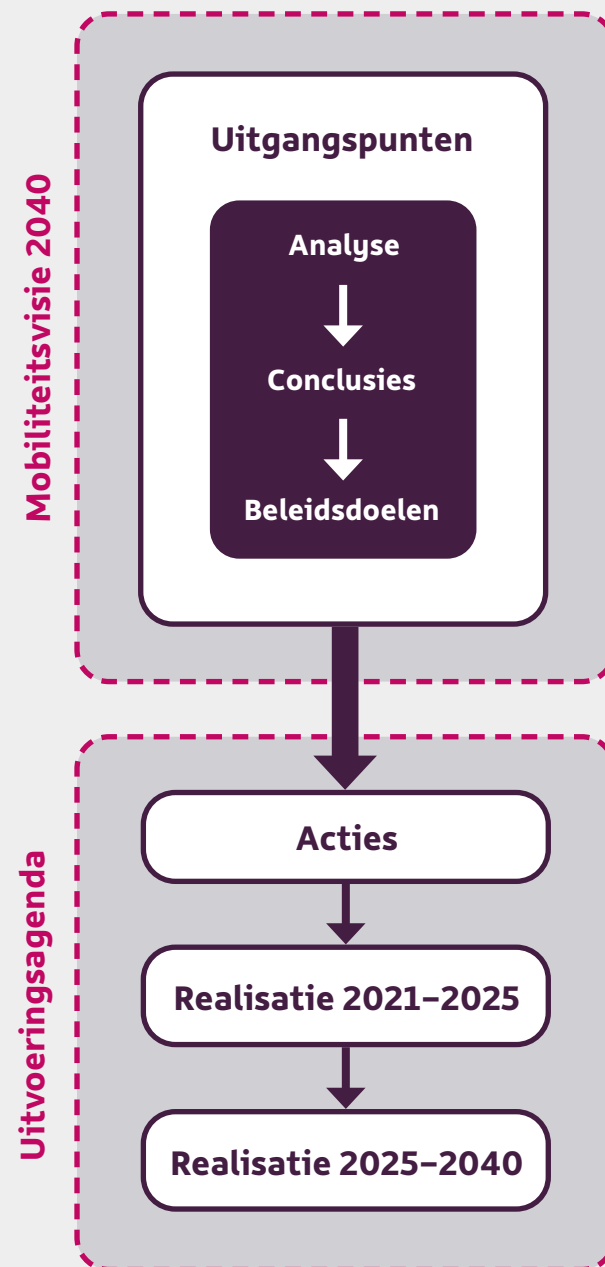 Mobiliteitsvisie 2040
Uitgangspunten
Analyse
Conclusies
Beleidsdoelen
Uitvoeringsagenda
Acties
Realisatie 2021–2025
Realisatie 2025–2040